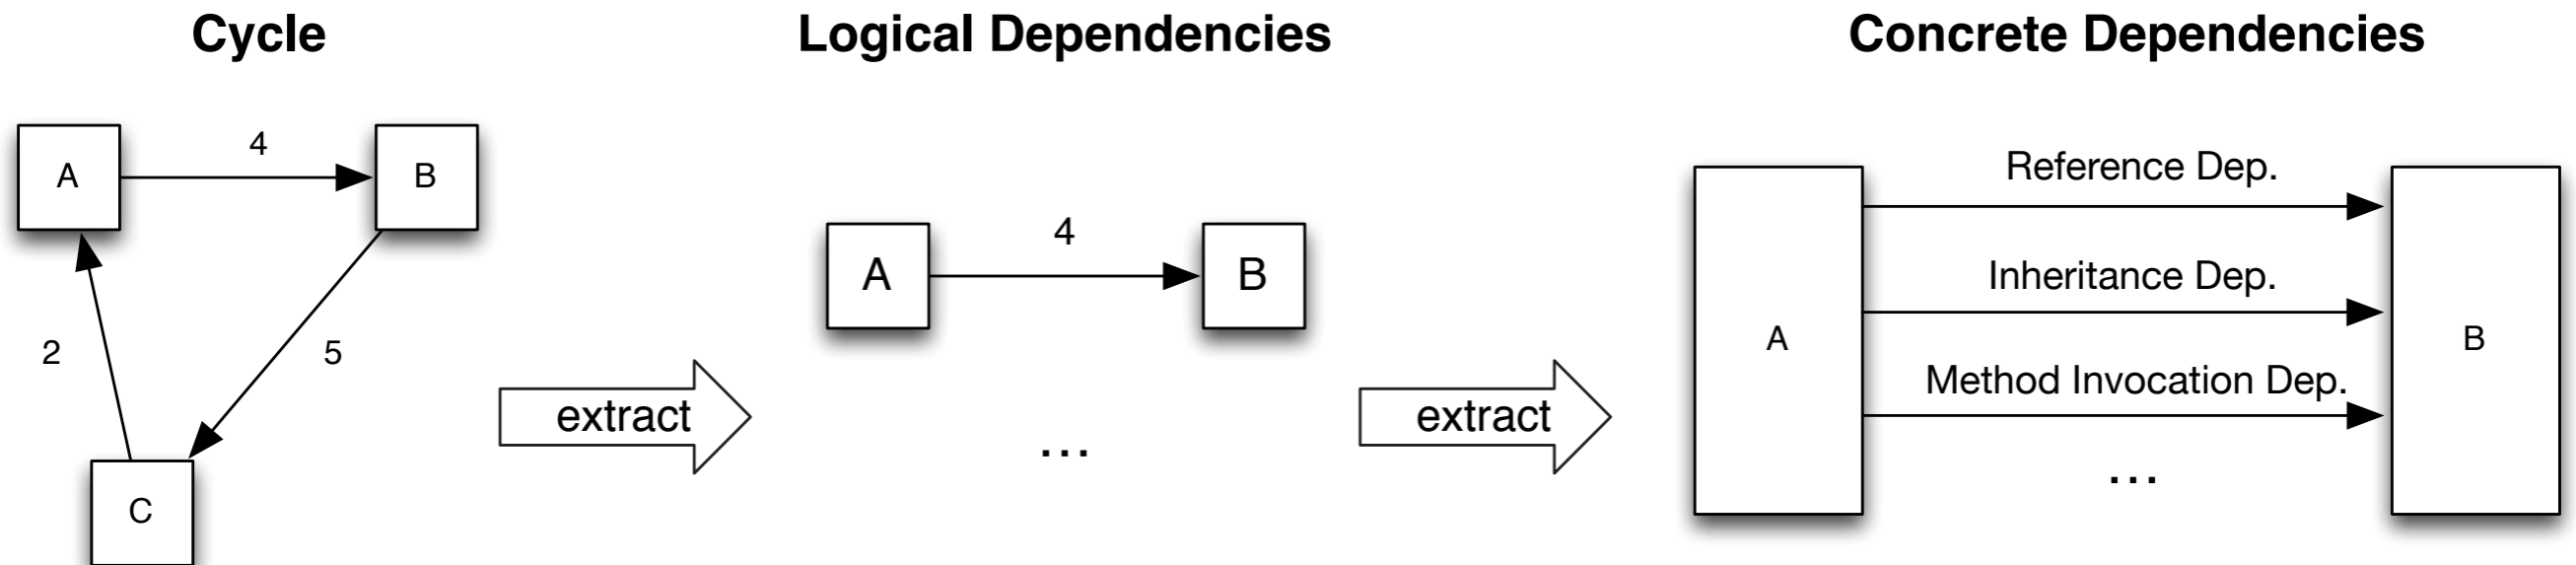 Cycle
Logical Dependencies
Concrete Dependencies
A
4
B
2
5
C
extract
A
4
B
...
extract
A
Reference Dep.
Inheritance Dep.
Method Invocation Dep.
...
B